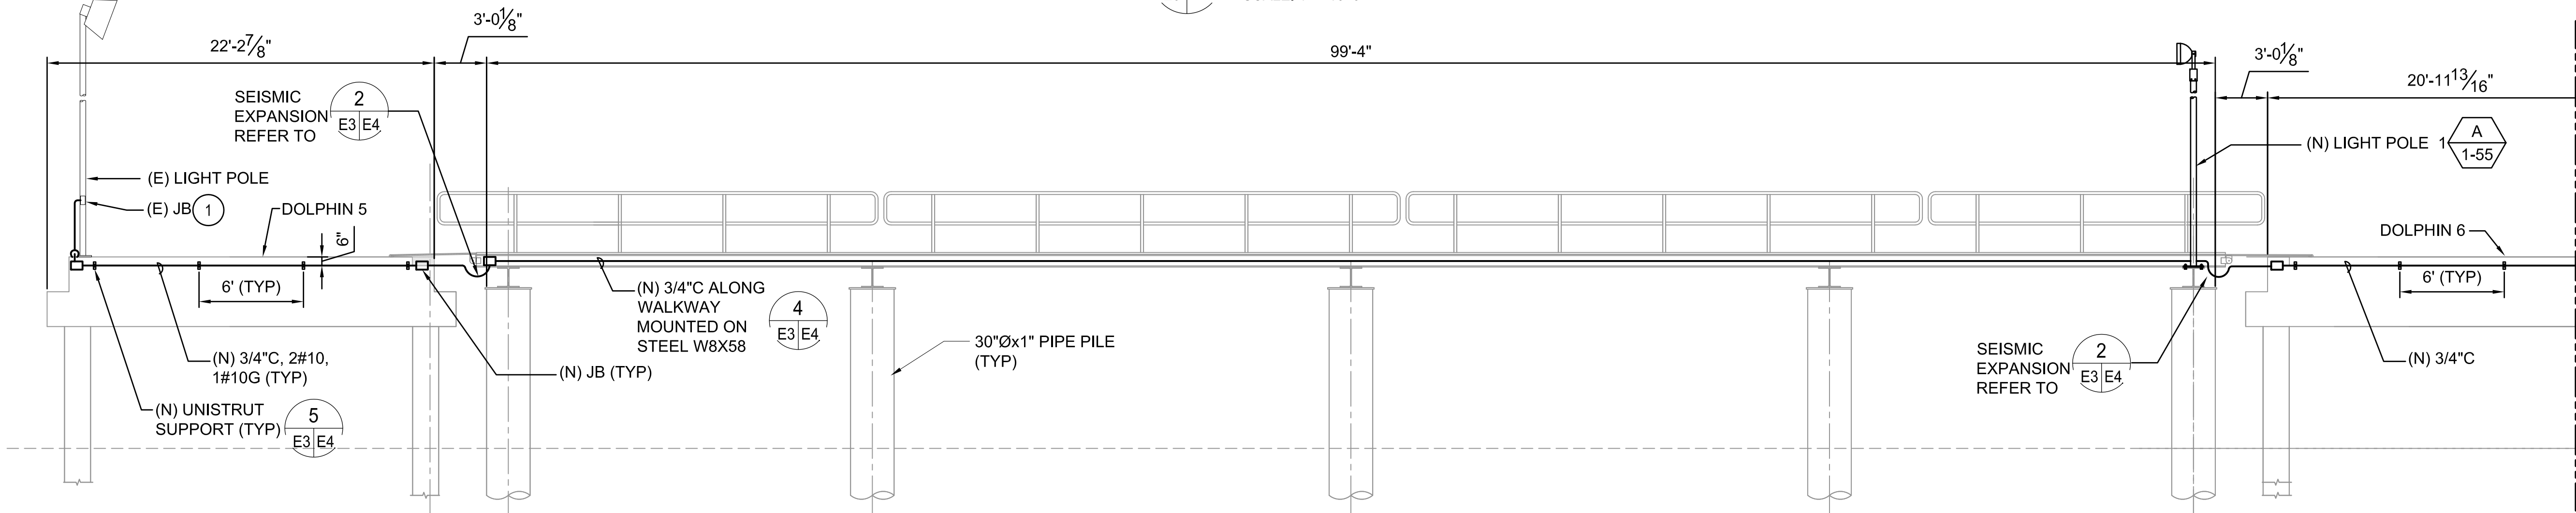 22'-2 7/8"
3'-0 1/8"
99'-4"
3'-0 1/8"
20'-11 13/16"
SEISMIC
EXPANSION
REFER TO
2
E3 E4
(N) LIGHT POLE 1
A
1-55
(E) LIGHT POLE
(E) JB 1
DOLPHIN 5
6"
6' (TYP)
(N) 3/4"C, 2#10,
1#10G (TYP)
(N) UNISTRUT
SUPPORT (TYP)
5
E3 E4
(N) JB (TYP)
(N) 3/4"C ALONG
WALKWAY
MOUNTED ON
STEEL W8X58
4
E3 E4
30"Øx1" PIPE PILE
(TYP)
SEISMIC
EXPANSION
REFER TO
2
E3 E4
DOLPHIN 6
6' (TYP)
(N) 3/4"C